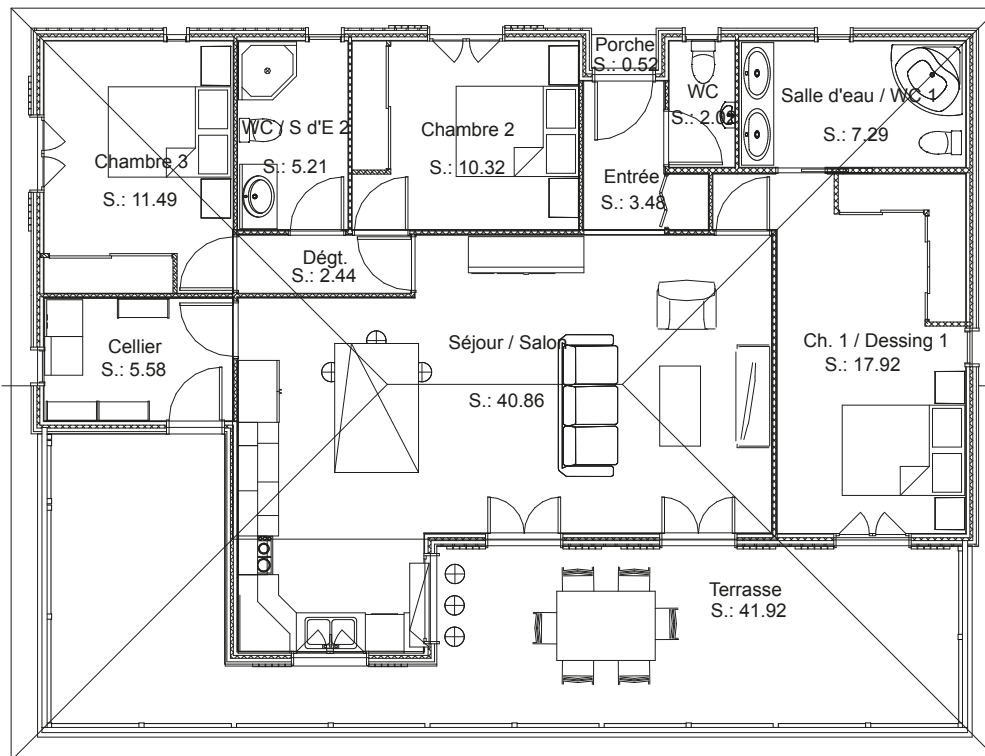 Porche
S.: 0.52
WC
S.: 2.0
Salle d'eau / WC 1
S.: 7.29
WC / S d'E 2
S.: 5.21
Chambre 2
S.: 10.32
Chambre 3
S.: 11.49
Entrée
S.: 3.48
Dégt.
S.: 2.44
Cellier
S.: 5.58
Séjour / Salon
S.: 40.86
Ch. 1 / Dessing 1
S.: 17.92
Terrasse
S.: 41.92